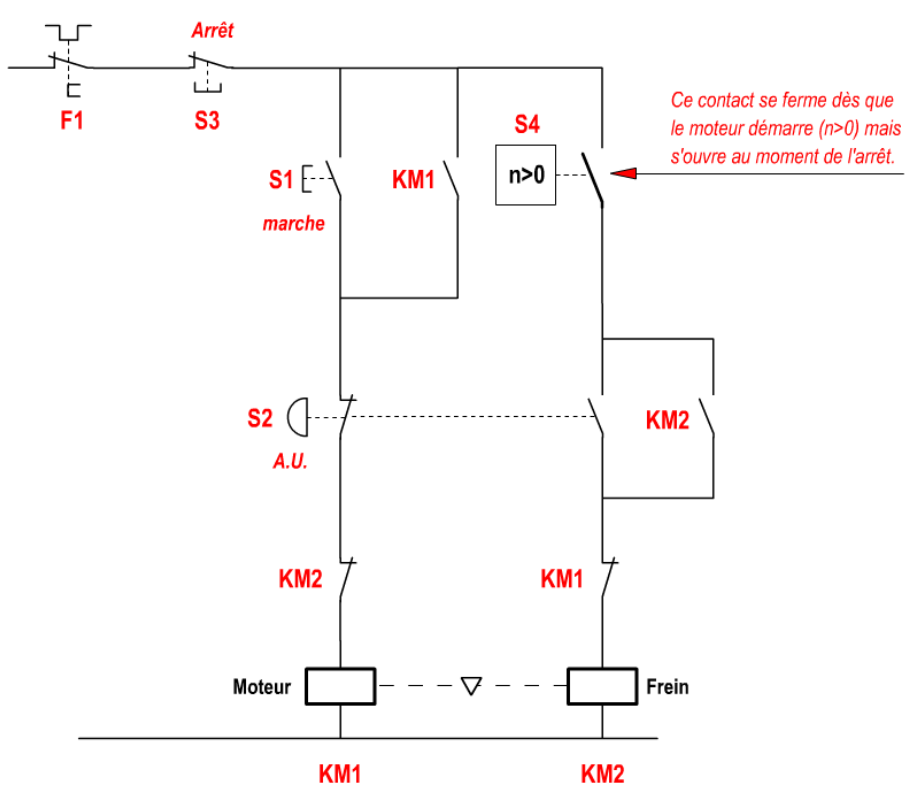 Arrêt
F1
S3
Ce contact se ferme dès que
le moteur démarre (n>0) mais
s'ouvre au moment de l'arrêt.
S4
S1
KM1
n>0
marche
S2
KM2
A.U.
KM2
KM1
Moteur
Frein
KM1
KM2